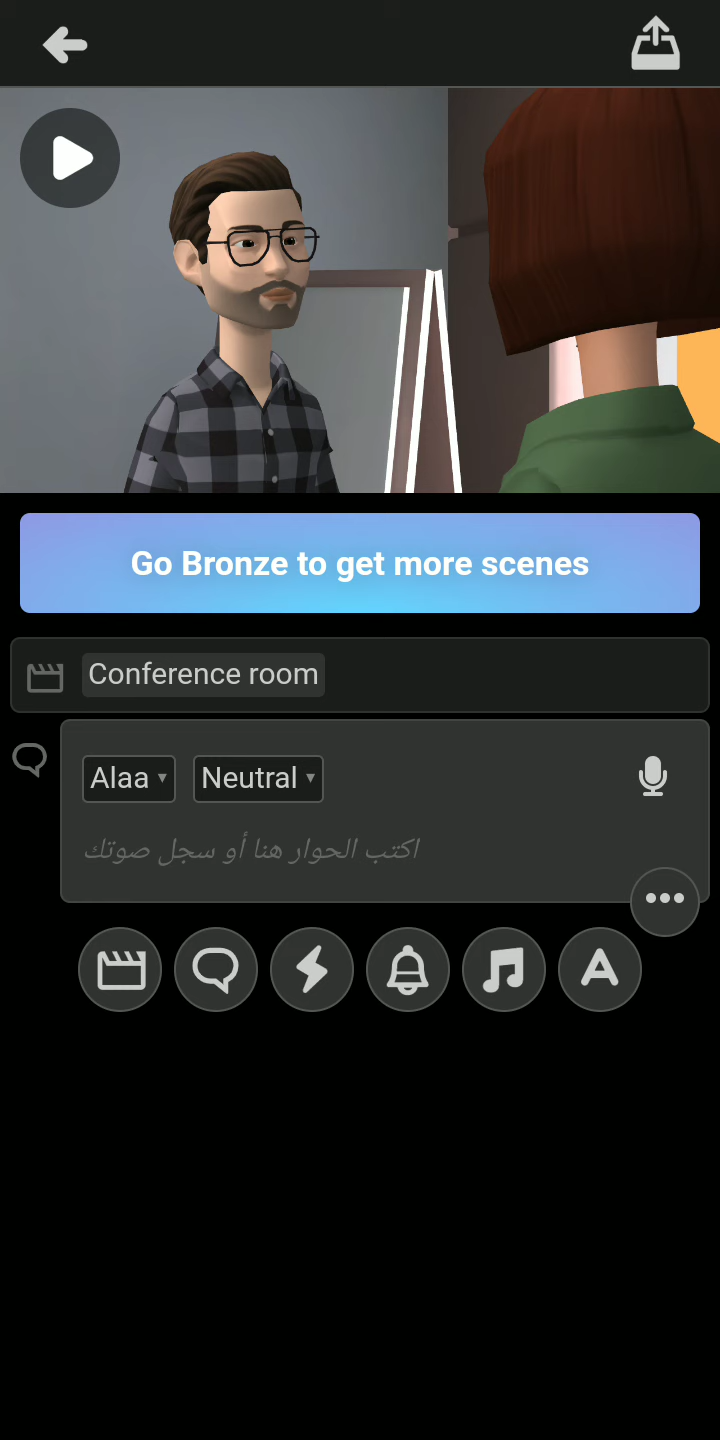 Go Bronze to get more scenes
Conference room
Alaa Neutral
اكتب الحوار هنا أو سجل صوتك